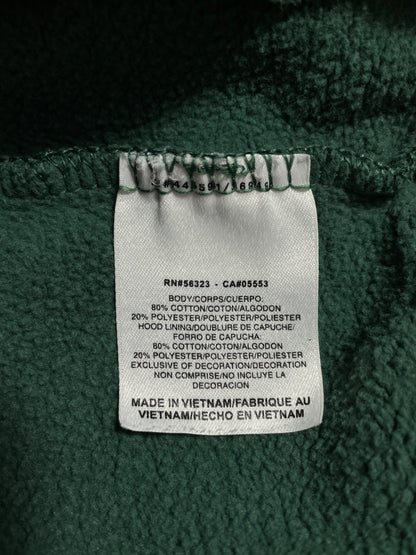 RN#56323 - CA#05553
BODY/CORPS/CUERPO:
80% COTTON/COTON/ALGODON
20% POLYESTER/POLYESTER/POLIESTER
HOOD LINING/DOUBLURE DE CAPUCHE/
FORRO DE CAPUCHA:
80% COTTON/COTON/ALGODON
20% POLYESTER/POLYESTER/POLIESTER
EXCLUSIVE OF DECORATION/DECORATION
NON COMPRISE/NO INCLUYE LA
DECORACION
MADE IN VIETNAM/FABRIQUE AU
VIETNAM/HECHO EN VIETNAM